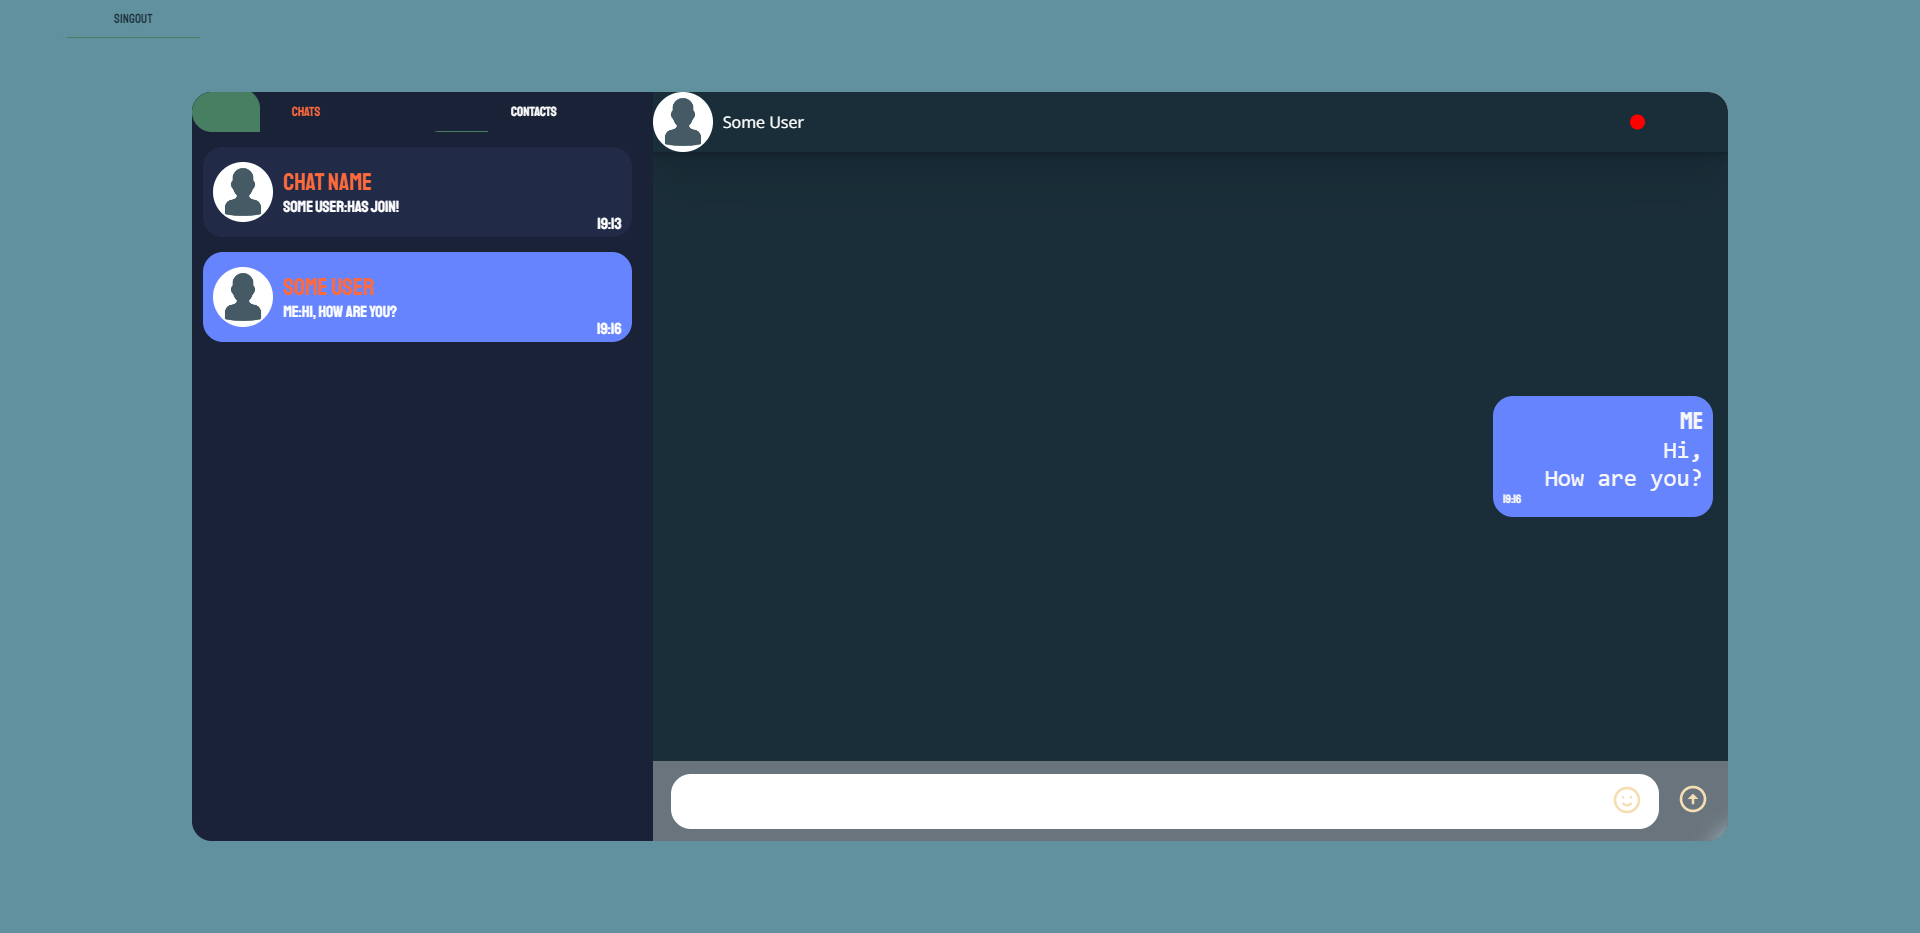 SINGOUT
CHATS
CONTACTS
CHAT NAME
SOME USER:HAS JOIN!
19:13
SOME USER
ME:HI, HOW ARE YOU?
19:16
Some User
ME
Hi,
How are you?
19:16